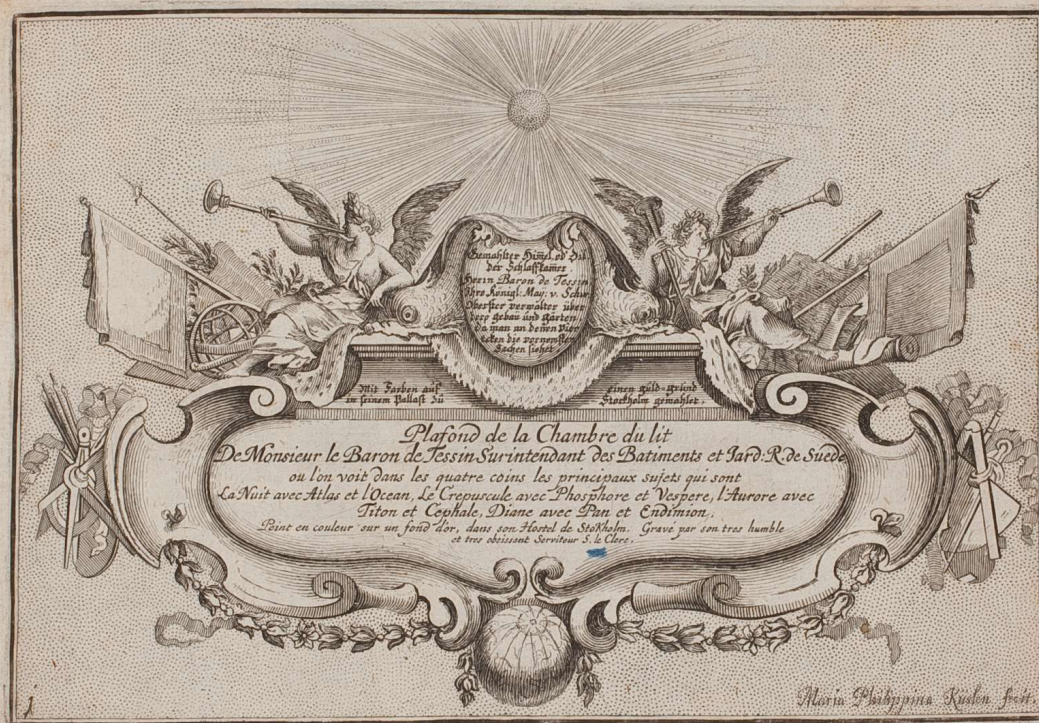 Gemahlter Himel od
der Schlaffkamer.
Herrn Baron de Tessin
Ihro Königl: May: v. Schw
Oberster verwalter über
dero gebäu und gärten,
da man an denen vier
ecken die vornemsten
Sachen siehet.
Mit Farben auf einen guld=grund
in seinem Pallast zu Stockholm gemahlet.
Plafond de la Chambre du lit
De Monsieur le Baron de Tessin Surintendant des Batiments et Jard: R de Suede
ou l'on voit dans les quatre coins les principaux sujets qui sont
La Nuit avec Atlas et l'Ocean, Le Crepuscule avec Phosphore et Vespere, l'Aurore avec
Titon et Cephale, Diane avec Pan et Endimion.
Peint en couleur sur un fond d'or, dans son Hostel de Stokholm. Gravé par son tres humble
et tres obeissant Serviteur S. le Clerc.
1
Maria Philippina Küslen fecit.